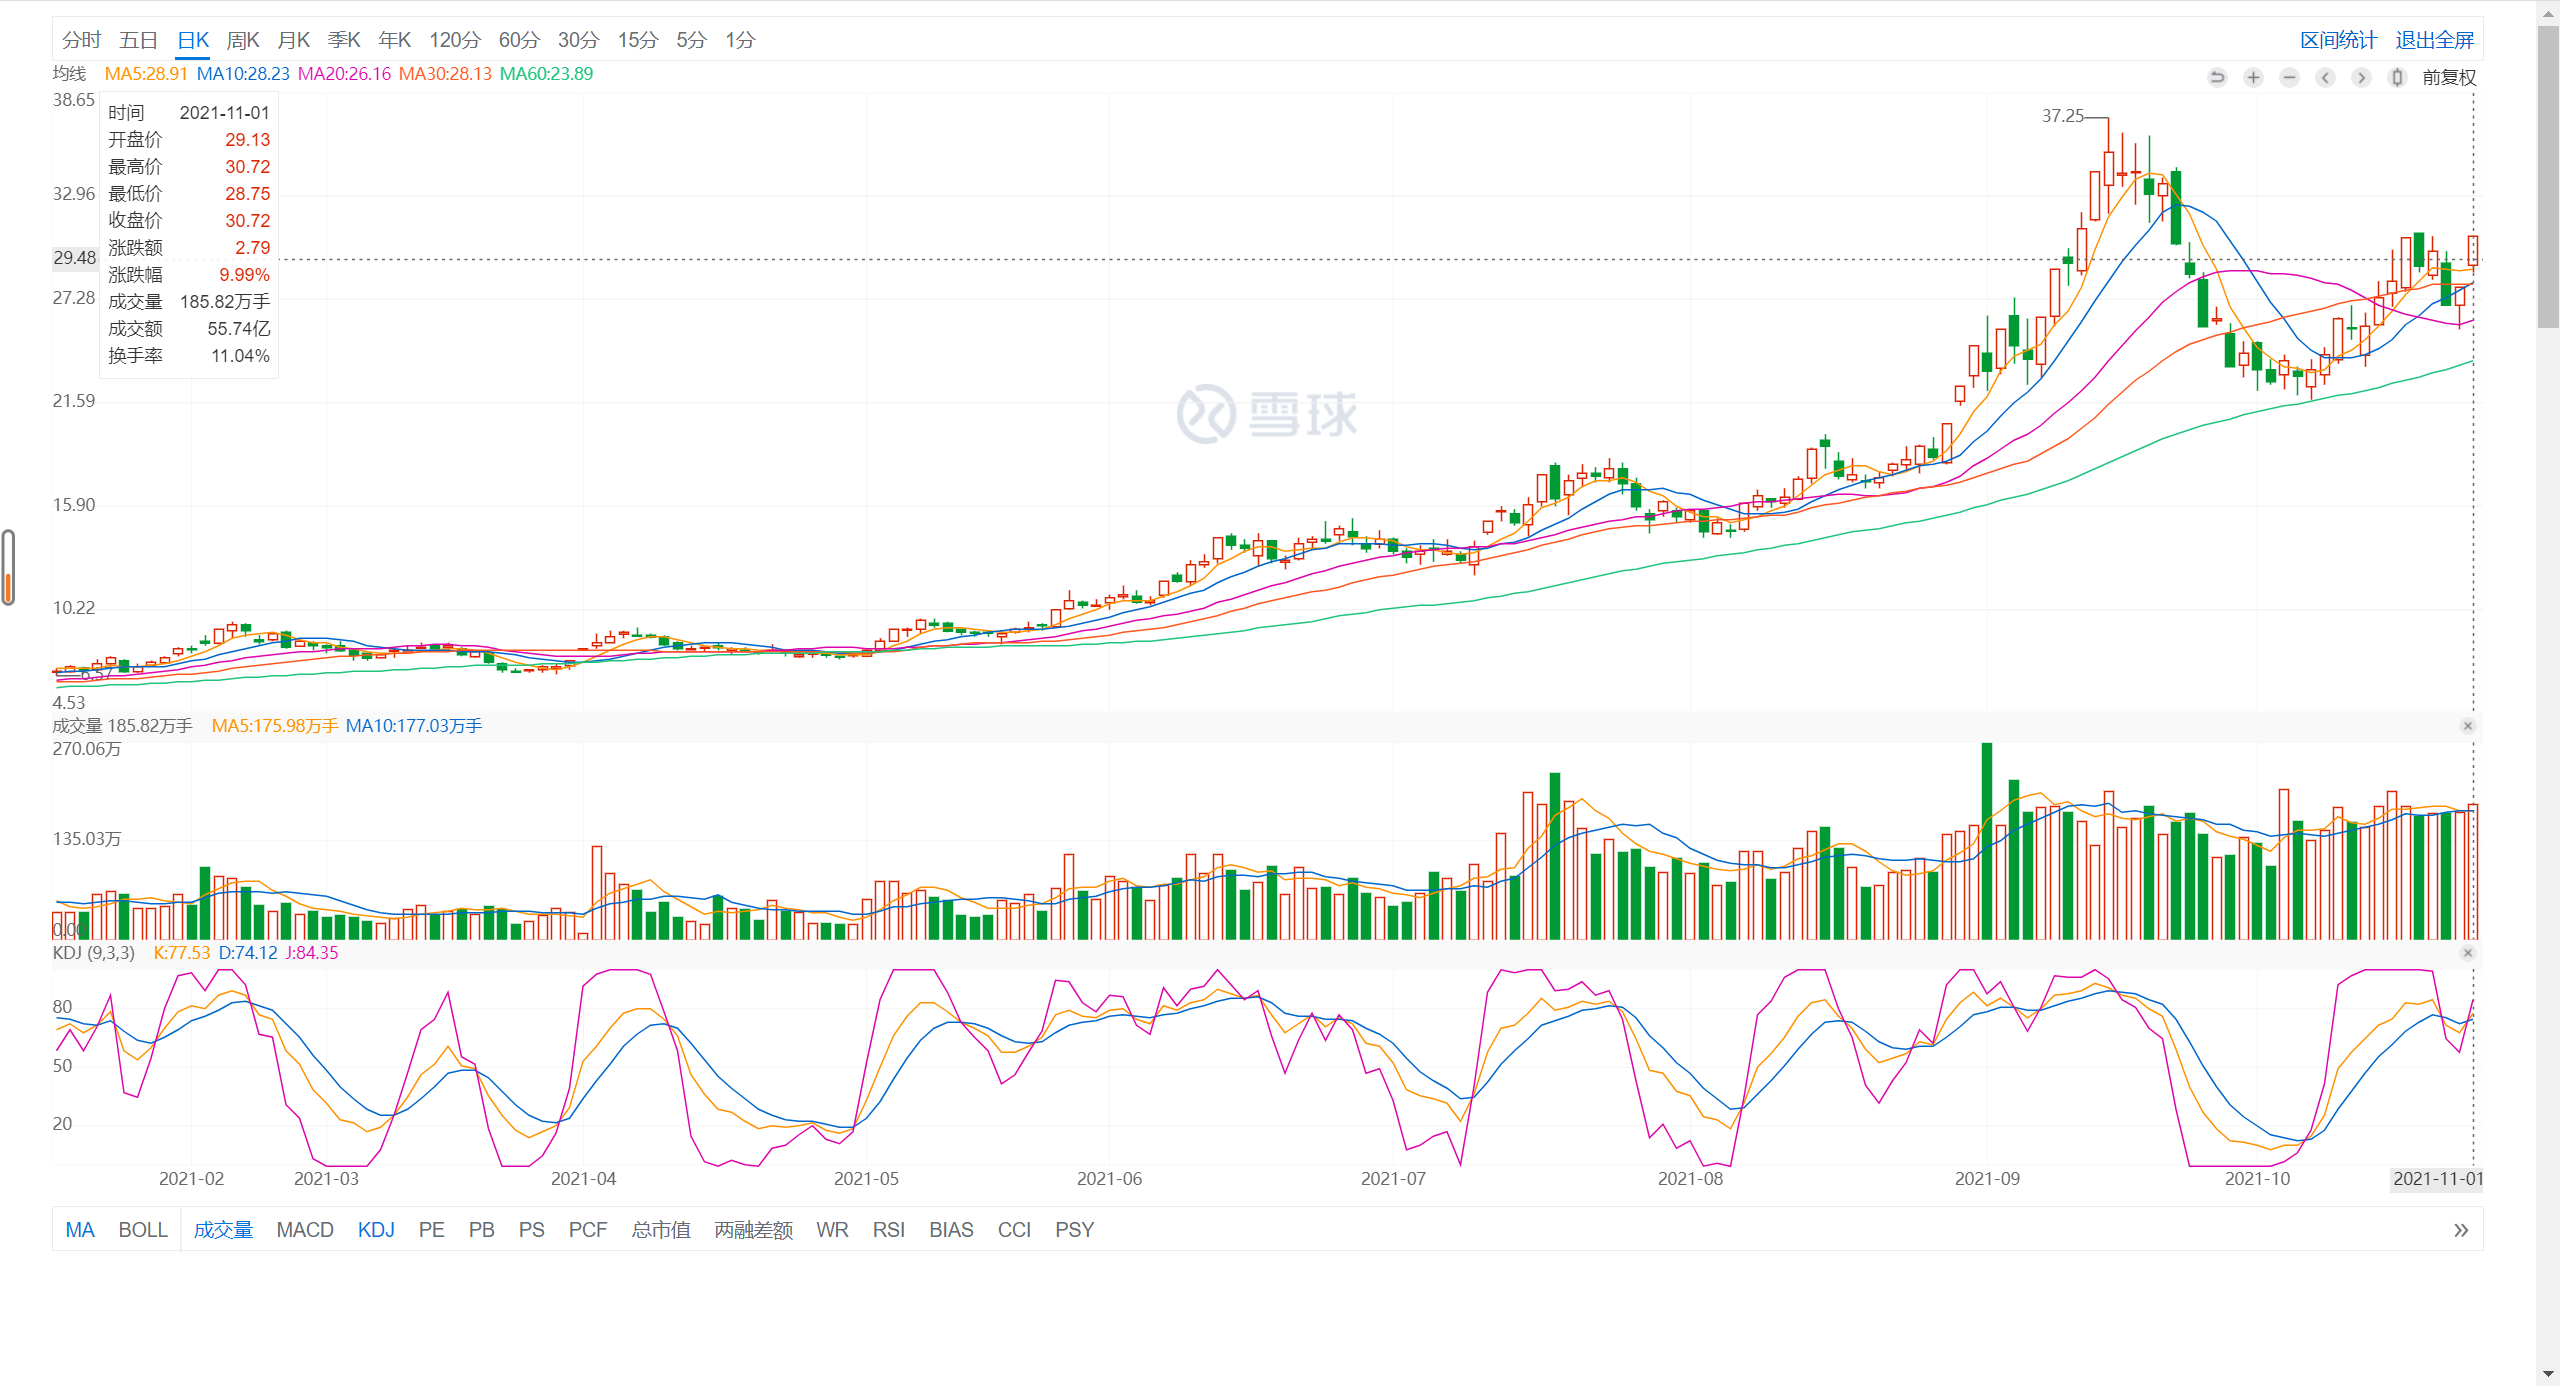 分时 五日 日K 周K 月K 季K 年K 120分 60分 30分 15分 5分 1分 区间统计 退出全屏
均线 MA5:28.91 MA10:28.23 MA20:26.16 MA30:28.13 MA60:23.89
前复权
38.65
时间 2021-11-01
37.25
开盘价 29.13
最高价 30.72
32.96
最低价 28.75
收盘价 30.72
涨跌额 2.79
29.48
涨跌幅 9.99%
27.28
成交量 185.82万手
成交额 55.74亿
换手率 11.04%
21.59
雪球
15.90
10.22
6.57
4.53
成交量 185.82万手 MA5:175.98万手 MA10:177.03万手
270.06万
135.03万
0.00
KDJ (9,3,3) K:77.53 D:74.12 J:84.35
80
50
20
2021-02 2021-03 2021-04 2021-05 2021-06 2021-07 2021-08 2021-09 2021-10 2021-11-01
MA BOLL 成交量 MACD KDJ PE PB PS PCF 总市值 两融差额 WR RSI BIAS CCI PSY »